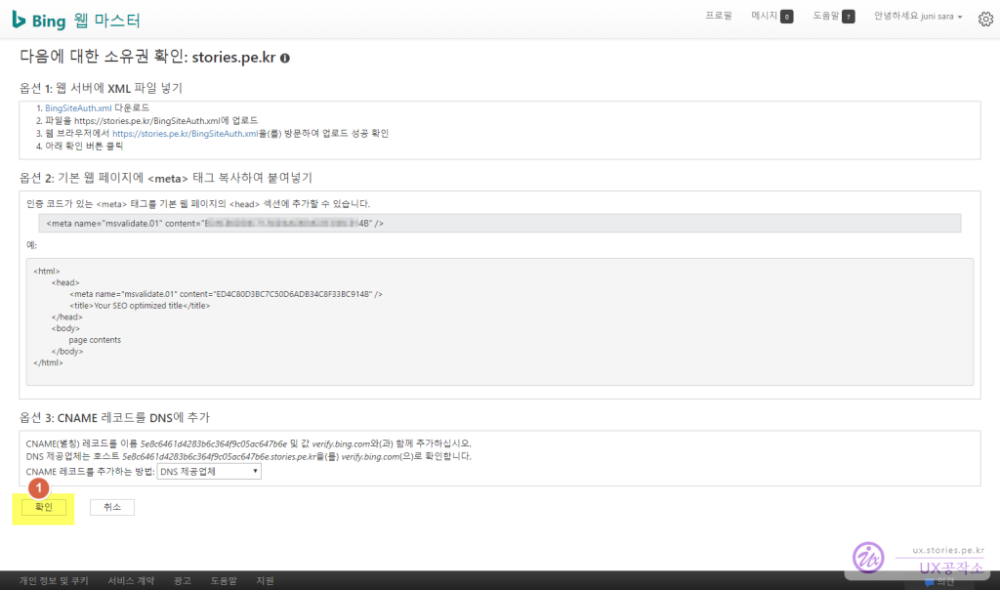 Bing 웹 마스터
프로필 메시지 0 도움말 ? 안녕하세요 juni sara
다음에 대한 소유권 확인: stories.pe.kr
옵션 1: 웹 서버에 XML 파일 넣기
1. BingSiteAuth.xml 다운로드
2. 파일을 https://stories.pe.kr/BingSiteAuth.xml에 업로드
3. 웹 브라우저에서 https://stories.pe.kr/BingSiteAuth.xml을(를) 방문하여 업로드 성공 확인
4. 아래 확인 버튼 클릭
옵션 2: 기본 웹 페이지에 <meta> 태그 복사하여 붙여넣기
인증 코드가 있는 <meta> 태그를 기본 웹 페이지의 <head> 섹션에 추가할 수 있습니다.
<meta name="msvalidate.01" content="E 14B" />
예:
<html>
<head>
<meta name="msvalidate.01" content="ED4C80D3BC7C50D6ADB34C8F33BC914B" />
<title>Your SEO optimized title</title>
</head>
<body>
page contents
</body>
</html>
옵션 3: CNAME 레코드를 DNS에 추가
CNAME(별칭) 레코드를 이름 5e8c6461d4283b6c364f9c05ac647b6e 및 값 verify.bing.com와(과) 함께 추가하십시오.
DNS 제공업체는 호스트 5e8c6461d4283b6c364f9c05ac647b6e.stories.pe.kr을(를) verify.bing.com(으)로 확인합니다.
CNAME 레코드를 추가하는 방법: DNS 제공업체
1
확인 취소
ux.stories.pe.kr
UX공작소
개인 정보 및 쿠키 서비스 계약 광고 도움말 지원 의견